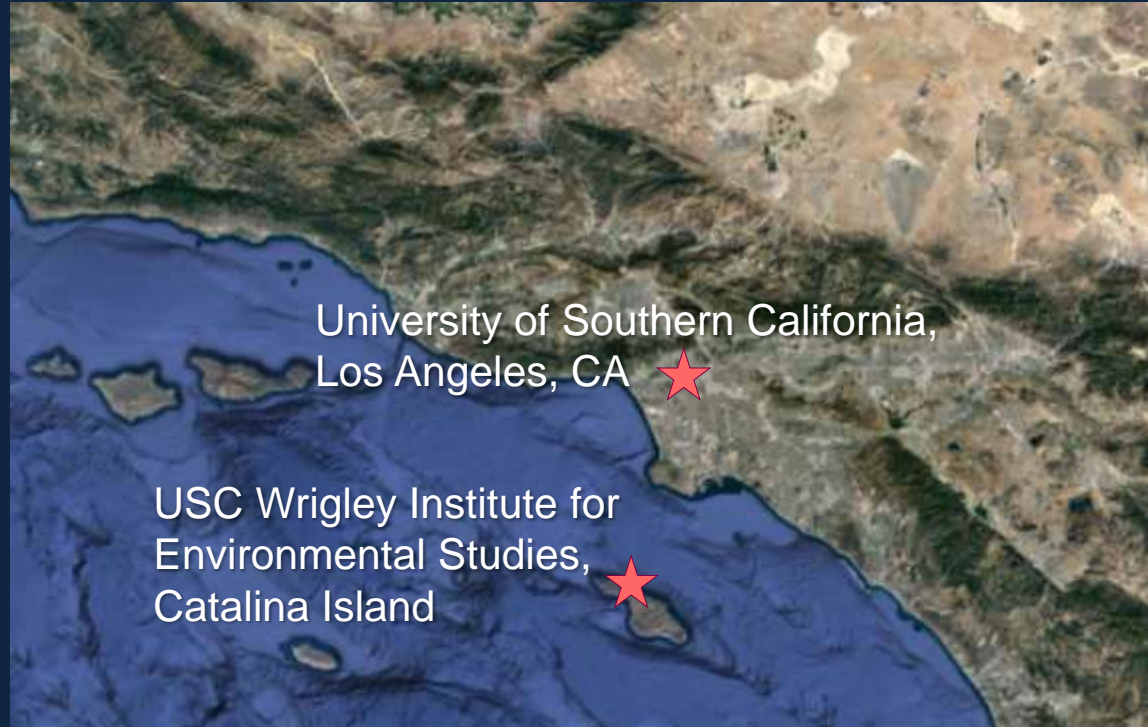 University of Southern California,
Los Angeles, CA
USC Wrigley Institute for
Environmental Studies,
Catalina Island